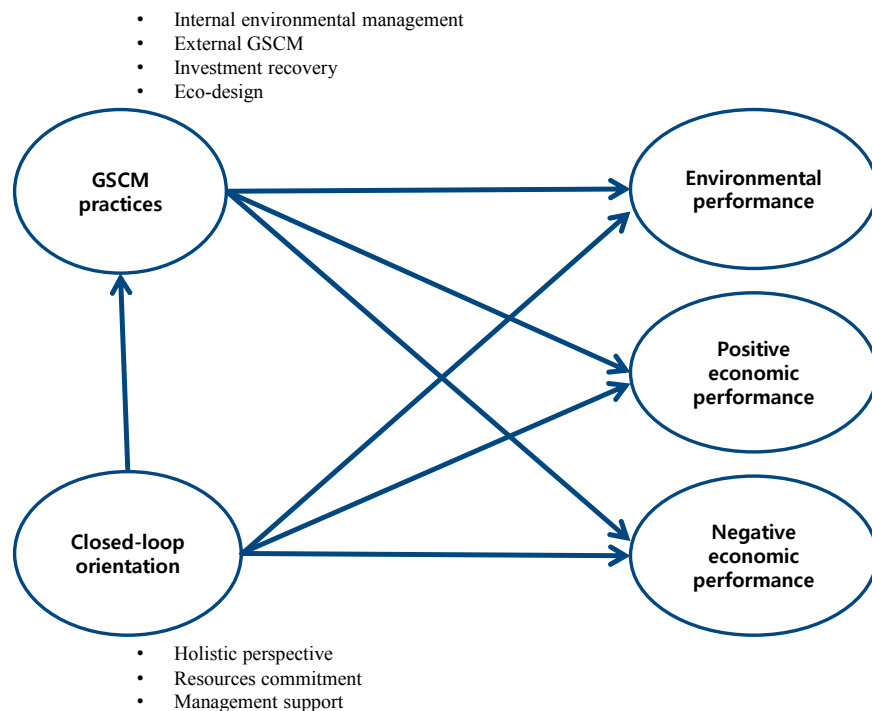 • Internal environmental management
• External GSCM
• Investment recovery
• Eco-design
GSCM
practices
Environmental
performance
Positive
economic
performance
Closed-loop
orientation
Negative
economic
performance
• Holistic perspective
• Resources commitment
• Management support